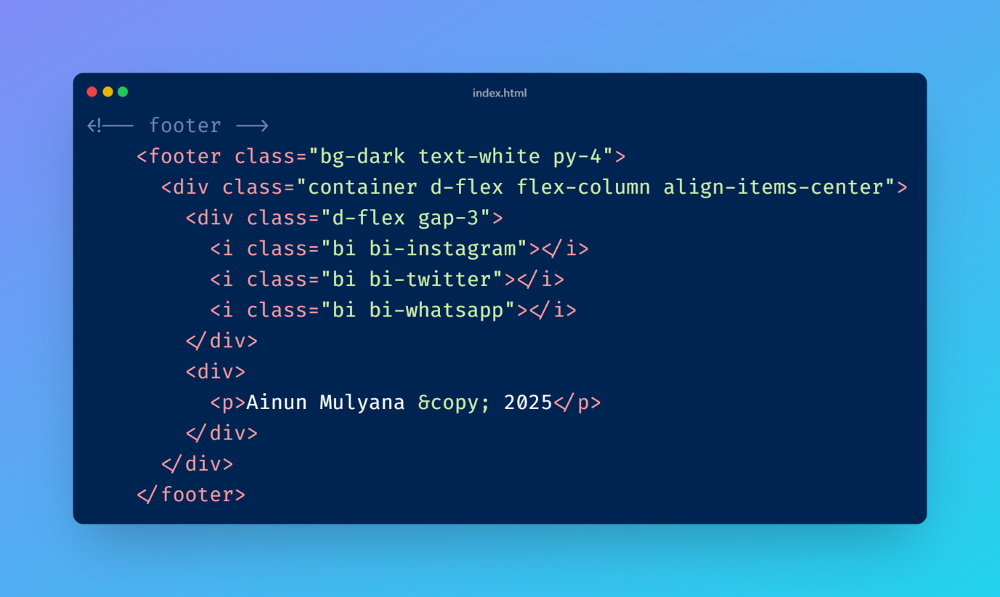 index.html
<!-- footer -->
<footer class="bg-dark text-white py-4">
<div class="container d-flex flex-column align-items-center">
<div class="d-flex gap-3">
<i class="bi bi-instagram"></i>
<i class="bi bi-twitter"></i>
<i class="bi bi-whatsapp"></i>
</div>
<div>
<p>Ainun Mulyana &copy; 2025</p>
</div>
</div>
</footer>